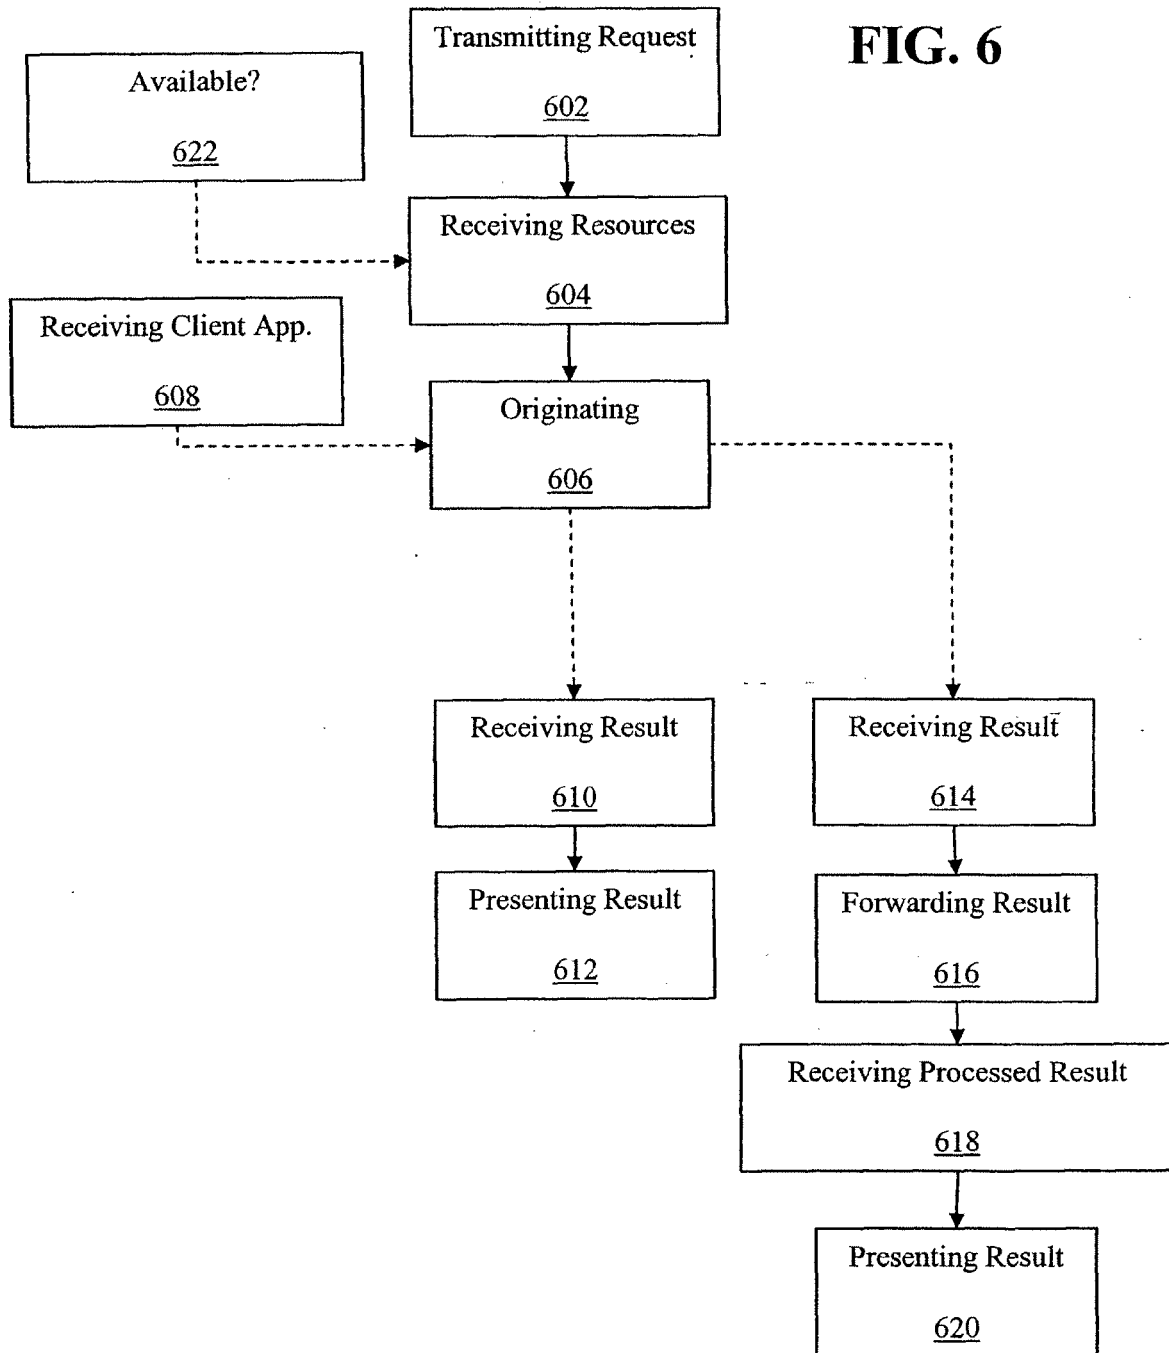 FIG. 6
Transmitting Request
602
Available?
622
Receiving Resources
604
Receiving Client App.
608
Originating
606
Receiving Result
610
Receiving Result
614
Presenting Result
612
Forwarding Result
616
Receiving Processed Result
618
Presenting Result
620